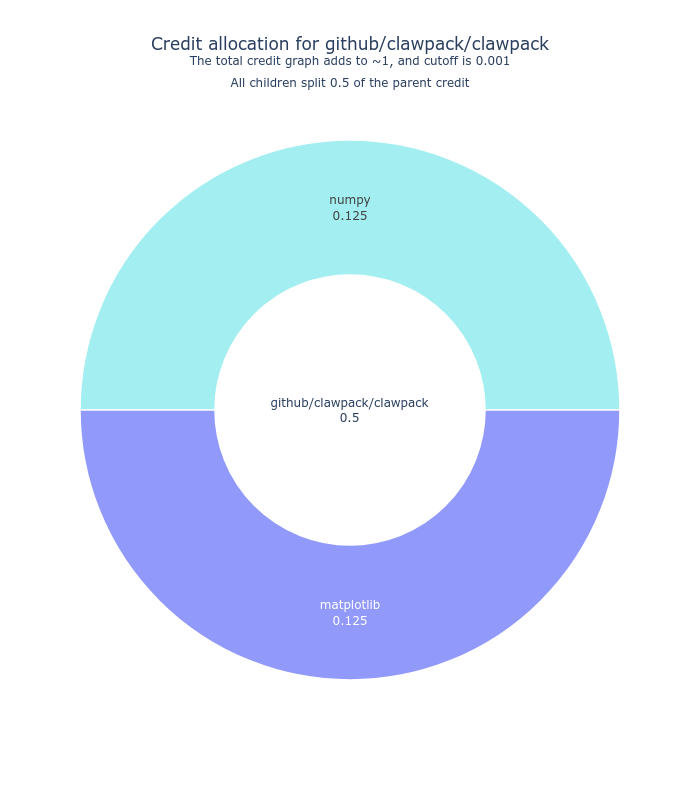 Credit allocation for github/clawpack/clawpack
The total credit graph adds to ~1, and cutoff is 0.001
All children split 0.5 of the parent credit
numpy
0.125
github/clawpack/clawpack
0.5
matplotlib
0.125